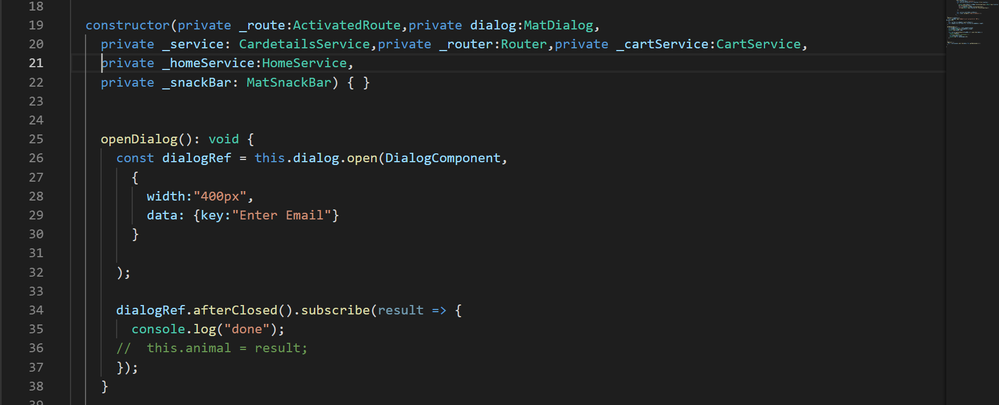 18
19 constructor(private _route:ActivatedRoute,private dialog:MatDialog,
20 private _service: CardetailsService,private _router:Router,private _cartService:CartService,
21 private _homeService:HomeService,
22 private _snackBar: MatSnackBar) { }
23
24
25 openDialog(): void {
26 const dialogRef = this.dialog.open(DialogComponent,
27 {
28 width:"400px",
29 data: {key:"Enter Email"}
30 }
31
32 );
33
34 dialogRef.afterClosed().subscribe(result => {
35 console.log("done");
36 // this.animal = result;
37 });
38 }
39